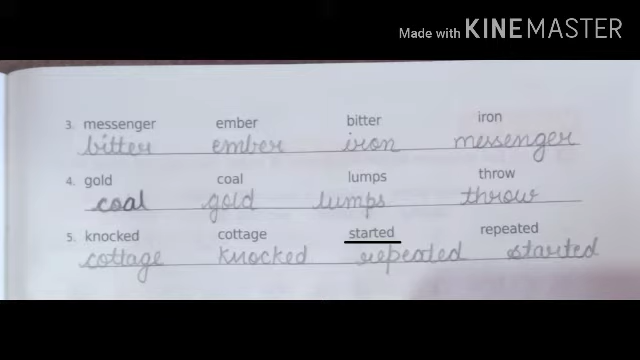 Made with KINEMASTER
3. messenger ember bitter iron
bitter ember iron messenger
4. gold coal lumps throw
coal gold lumps throw
5. knocked cottage started repeated
cottage knocked repeated started